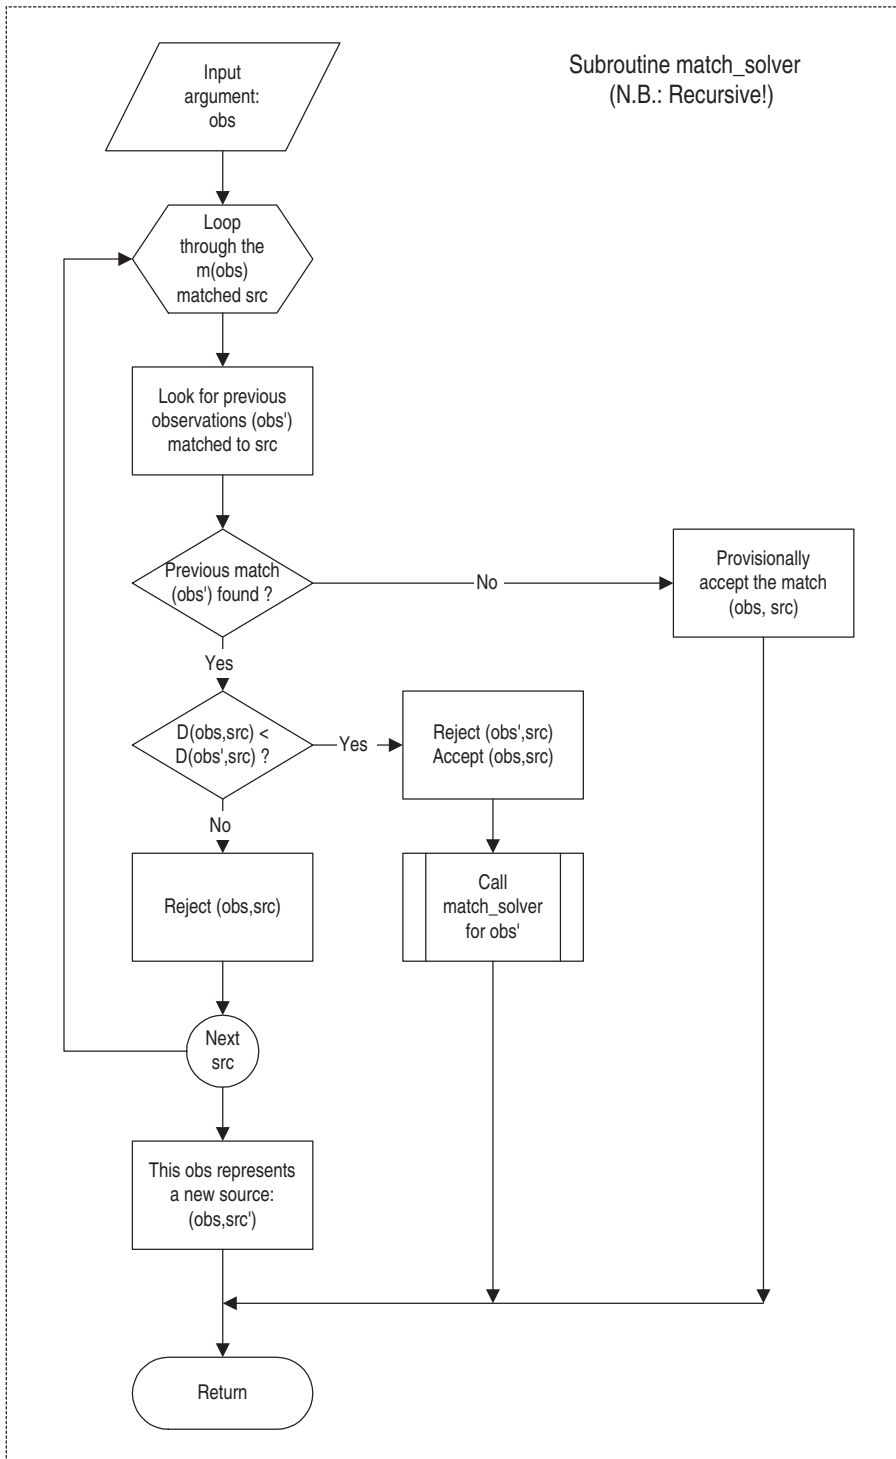 Subroutine match_solver
(N.B.: Recursive!)
Input
argument:
obs
Loop
through the
m(obs)
matched src
Look for previous
observations (obs')
matched to src
Previous match
(obs') found ?
No
Provisionally
accept the match
(obs, src)
Yes
D(obs,src) <
D(obs',src) ?
Yes
Reject (obs',src)
Accept (obs,src)
No
Reject (obs,src)
Call
match_solver
for obs'
Next
src
This obs represents
a new source:
(obs,src')
Return